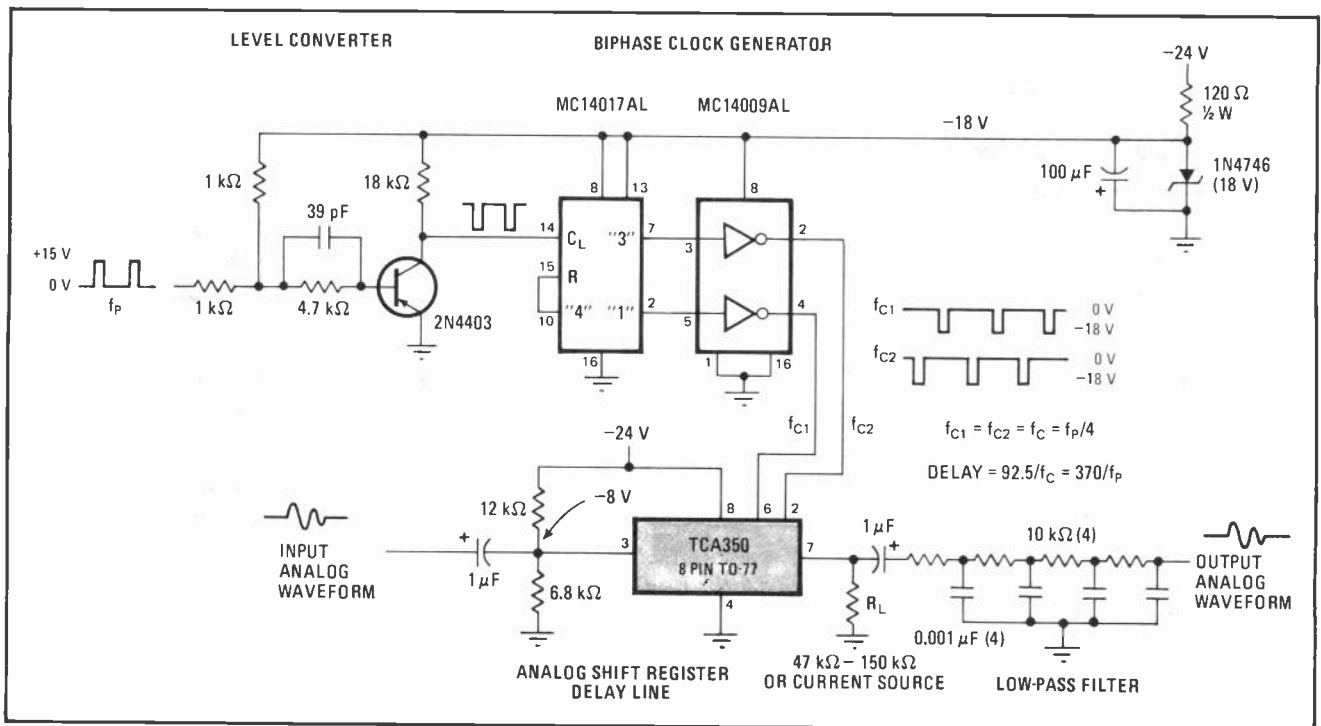 LEVEL CONVERTER
BIPHASE CLOCK GENERATOR
−24 V
MC14017AL
MC14009AL
120 Ω
½ W
−18 V
1 kΩ
18 kΩ
8
13
8
100 µF
+
1N4746
(18 V)
39 pF
14
CL
"3"
7
3
2
+15 V
0 V
fP
1 kΩ
4.7 kΩ
2N4403
15
R
10
"4"
"1"
2
5
4
16
1
16
fC1
0 V
−18 V
fC2
0 V
−18 V
fC1
fC2
fC1 = fC2 = fC = fP/4
DELAY = 92.5/fC = 370/fP
−24 V
12 kΩ
−8 V
8
6
2
INPUT
ANALOG
WAVEFORM
+
1 µF
3
TCA350
8 PIN TO-77
7
1 µF
+
10 kΩ (4)
OUTPUT
ANALOG
WAVEFORM
6.8 kΩ
4
RL
0.001 µF (4)
ANALOG SHIFT REGISTER
DELAY LINE
47 kΩ − 150 kΩ
OR CURRENT SOURCE
LOW-PASS FILTER